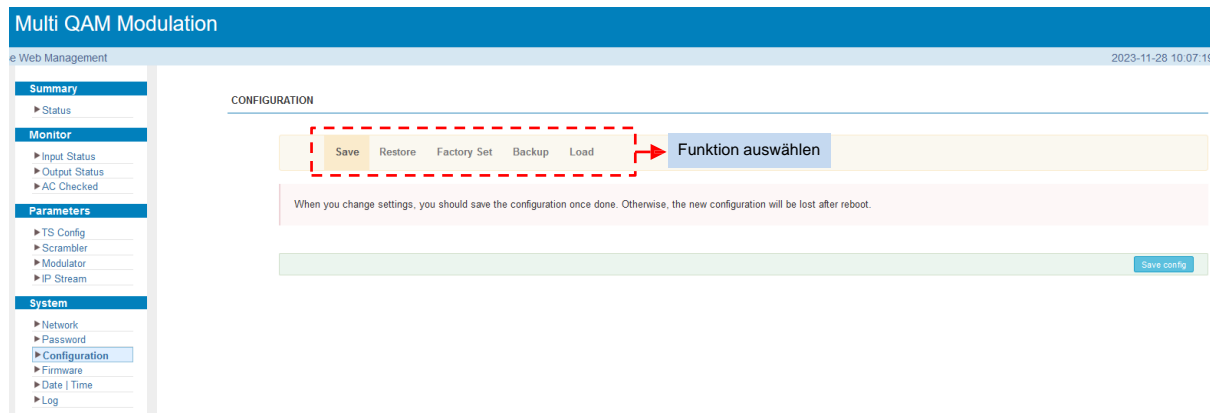 Multi QAM Modulation
e Web Management
2023-11-28 10:07:19
Summary
Status
Monitor
Input Status
Output Status
AC Checked
Parameters
TS Config
Scrambler
Modulator
IP Stream
System
Network
Password
Configuration
Firmware
Date | Time
Log
CONFIGURATION
Save Restore Factory Set Backup Load
Funktion auswählen
When you change settings, you should save the configuration once done. Otherwise, the new configuration will be lost after reboot.
Save config